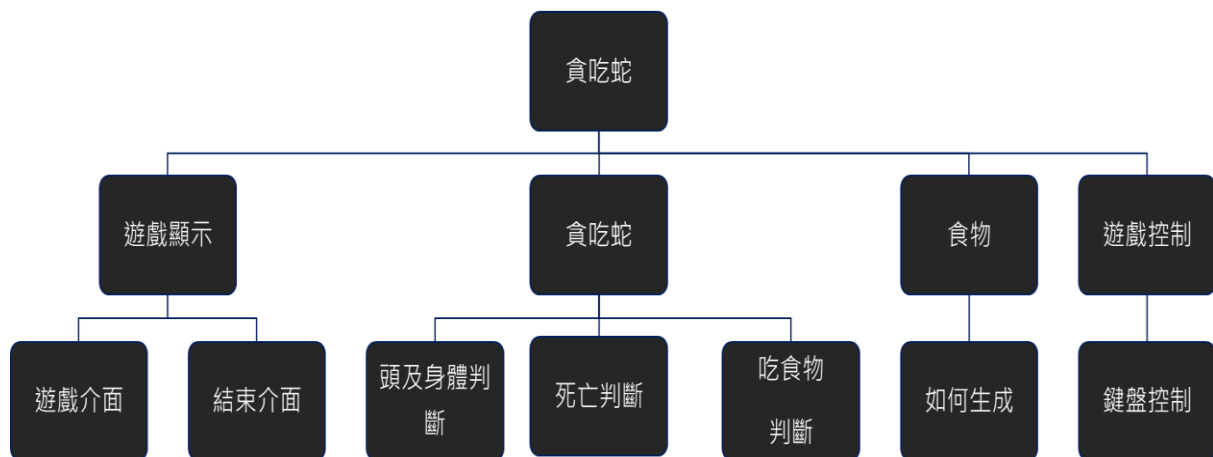 貪吃蛇
遊戲顯示
貪吃蛇
食物
遊戲控制
遊戲介面
結束介面
頭及身體判
斷
死亡判斷
吃食物
判斷
如何生成
鍵盤控制